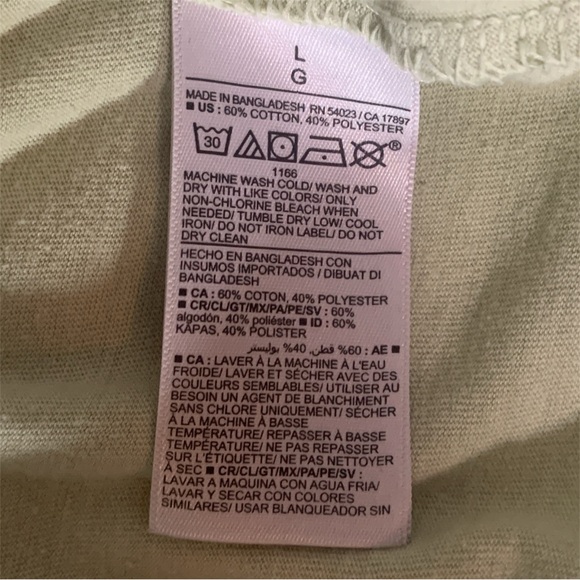 L
G
MADE IN BANGLADESH RN 54023 / CA 17897
■ US : 60% COTTON, 40% POLYESTER
30
®
1166
MACHINE WASH COLD/ WASH AND
DRY WITH LIKE COLORS/ ONLY
NON-CHLORINE BLEACH WHEN
NEEDED/ TUMBLE DRY LOW/ COOL
IRON/ DO NOT IRON LABEL/ DO NOT
DRY CLEAN
HECHO EN BANGLADESH CON
INSUMOS IMPORTADOS / DIBUAT DI
BANGLADESH
■ CA : 60% COTON, 40% POLYESTER
■ CR/CL/GT/MX/PA/PE/SV : 60%
algodón, 40% poliéster ■ ID : 60%
KAPAS, 40% POLISTER
■ AE : 60% قطن، 40% بوليستر
■ CA : LAVER À LA MACHINE À L'EAU
FROIDE/ LAVER ET SÉCHER AVEC DES
COULEURS SEMBLABLES/ UTILISER AU
BESOIN UN AGENT DE BLANCHIMENT
SANS CHLORE UNIQUEMENT/ SÉCHER
À LA MACHINE À BASSE
TEMPÉRATURE/ REPASSER À BASSE
TEMPÉRATURE/ NE PAS REPASSER
SUR L'ÉTIQUETTE/ NE PAS NETTOYER
À SEC ■ CR/CL/GT/MX/PA/PE/SV :
LAVAR A MAQUINA CON AGUA FRIA/
LAVAR Y SECAR CON COLORES
SIMILARES/ USAR BLANQUEADOR SIN